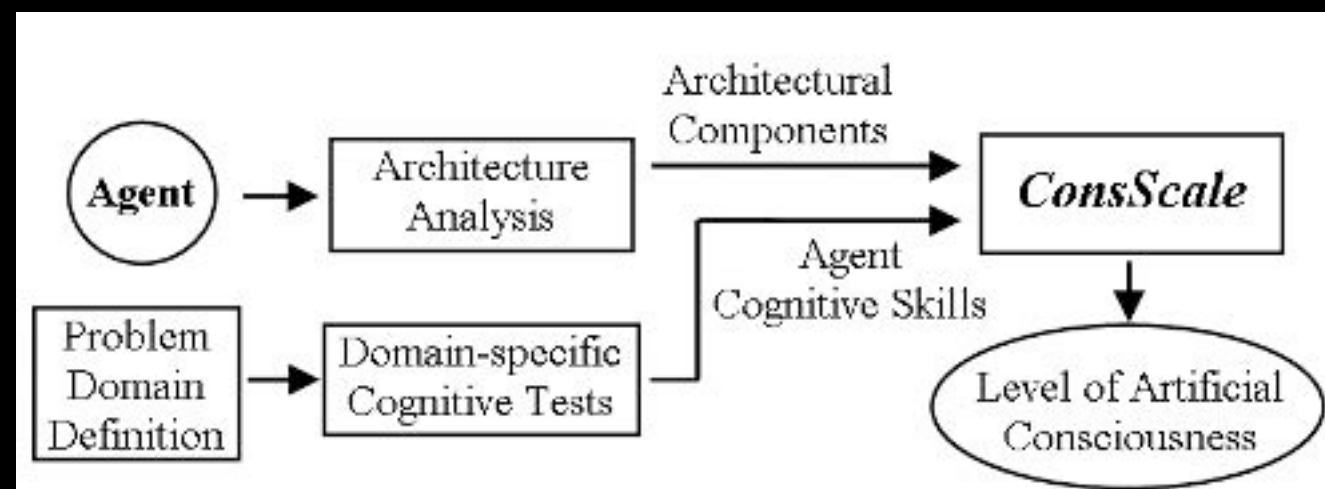 Agent
Architecture
Analysis
Architectural
Components
ConsScale
Problem
Domain
Definition
Domain-specific
Cognitive Tests
Agent
Cognitive Skills
Level of Artificial
Consciousness